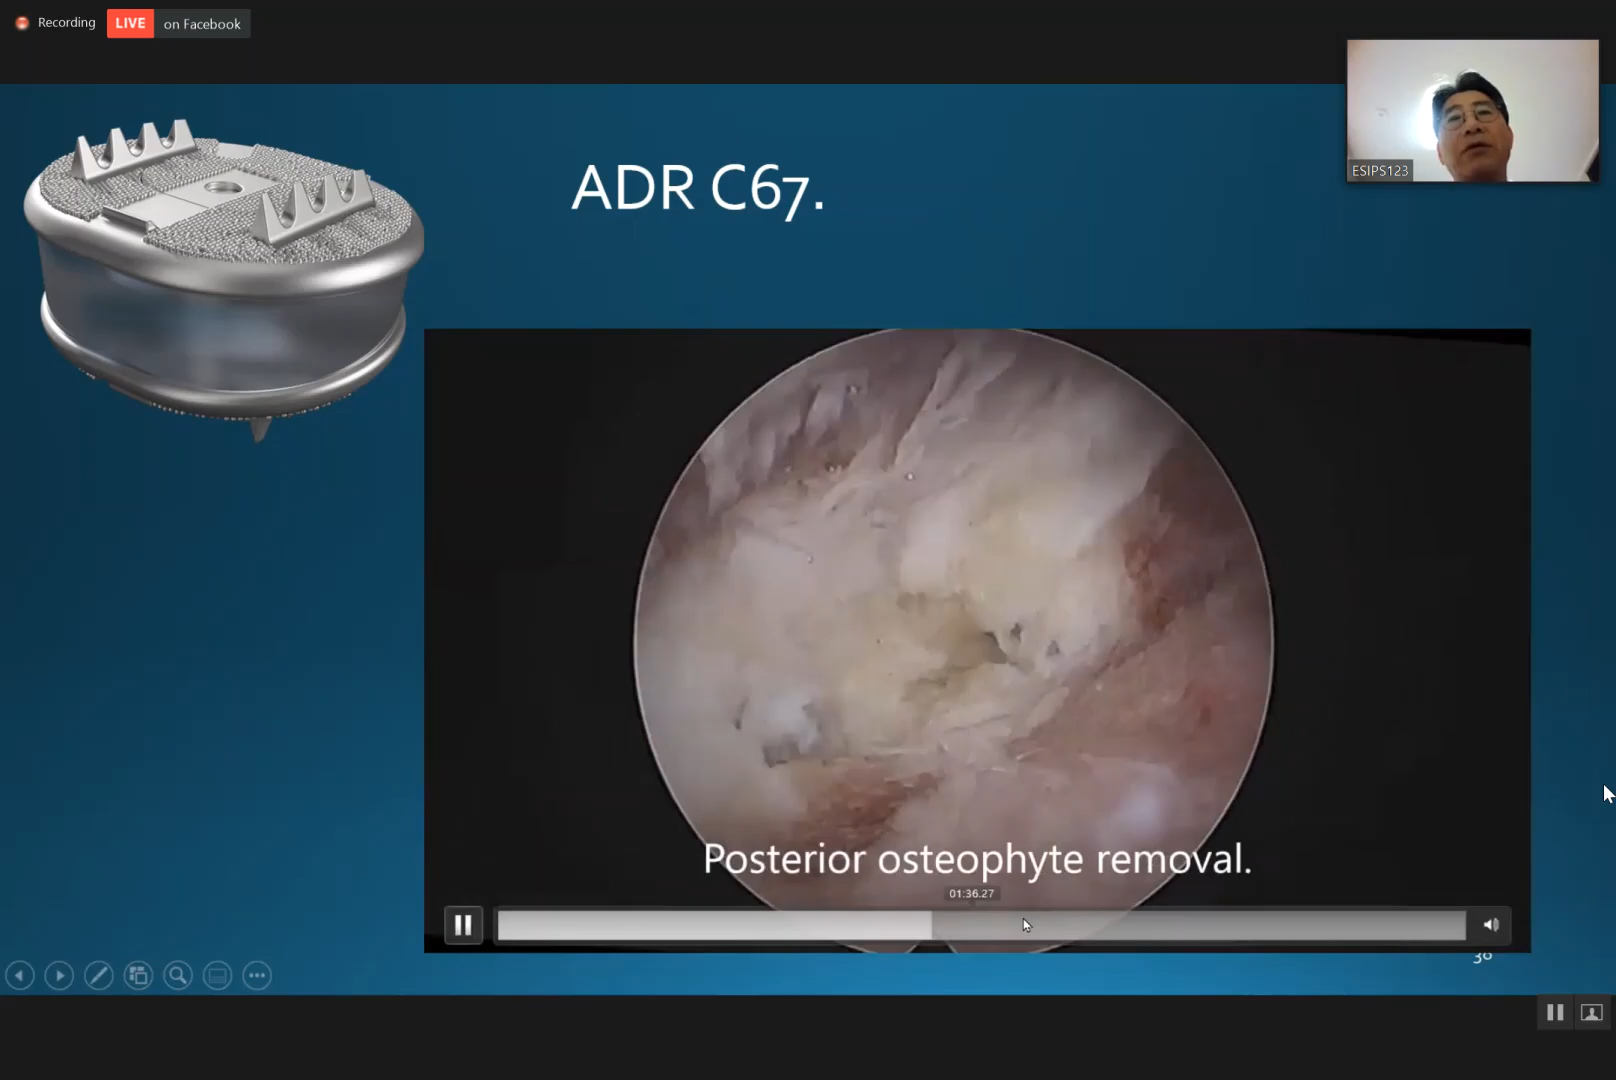 Recording LIVE on Facebook
ESIPS123
ADR C67.
Posterior osteophyte removal.
01:36.27